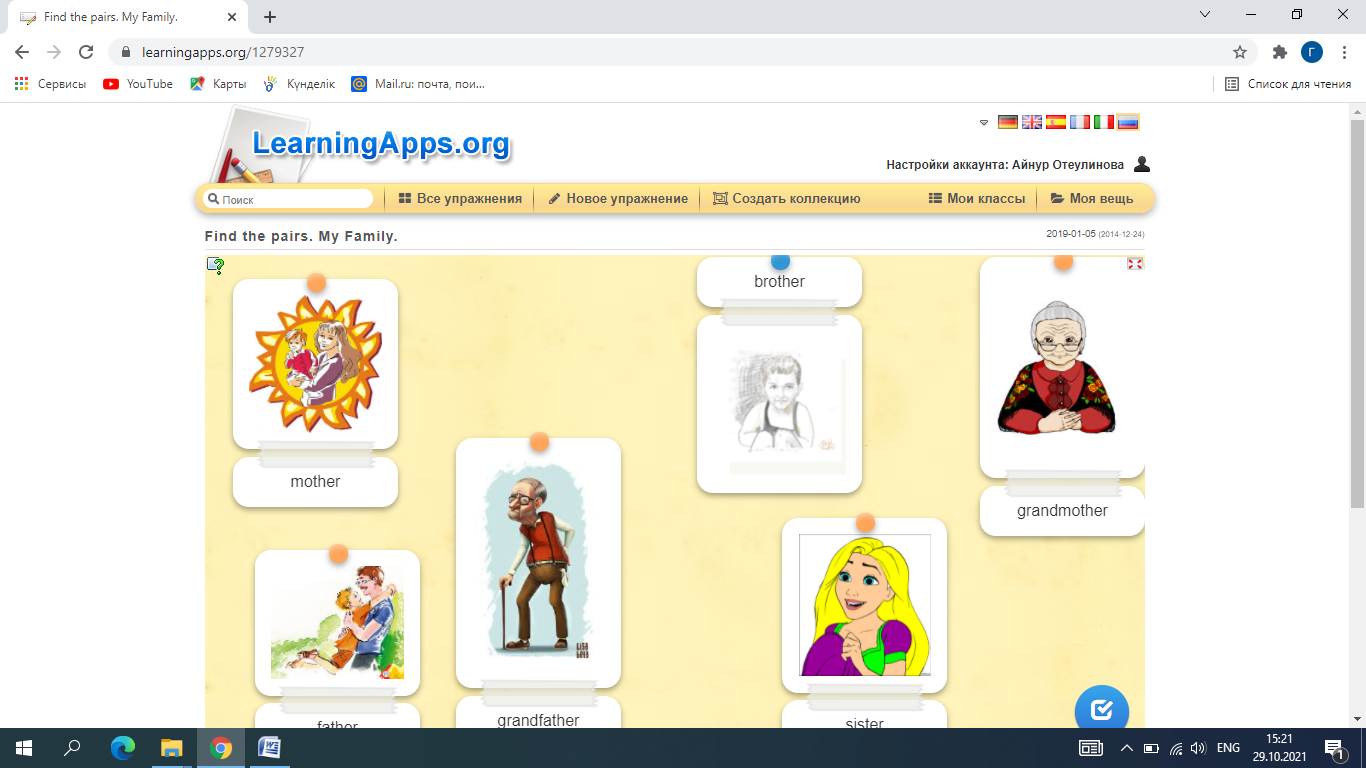 Find the pairs. My Family.
learningapps.org/1279327
Г
Сервисы YouTube Карты Күнделік Mail.ru: почта, пои... Список для чтения
LearningApps.org
Настройки аккаунта: Айнур Отеулинова
Поиск Все упражнения Новое упражнение Создать коллекцию Мои классы Моя вещь
Find the pairs. My Family. 2019-01-05 (2014-12-24)
brother
mother
grandmother
father
grandfather
sister
ENG
15:21
29.10.2021
1